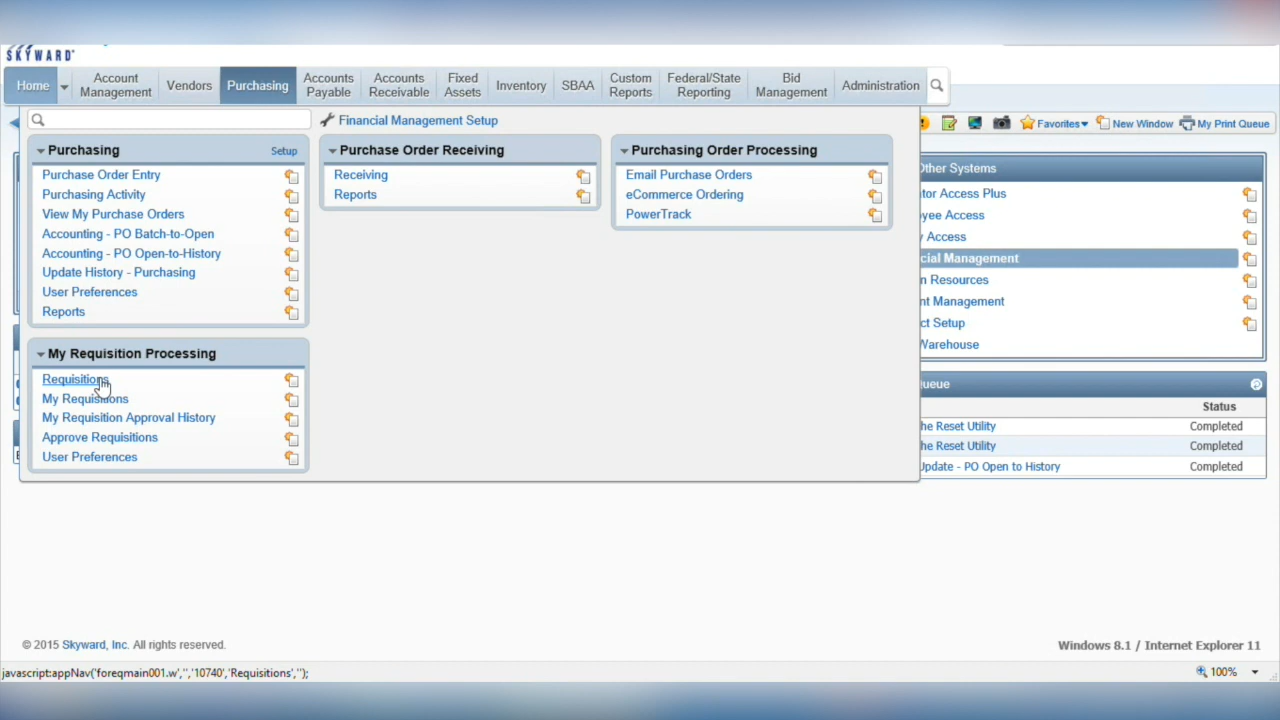 SKYWARD
Home
Account Management
Vendors
Purchasing
Accounts Payable
Accounts Receivable
Fixed Assets
Inventory
SBAA
Custom Reports
Federal/State Reporting
Bid Management
Administration
Financial Management Setup
Favorites
New Window
My Print Queue
Purchasing
Setup
Purchase Order Entry
Purchasing Activity
View My Purchase Orders
Accounting - PO Batch-to-Open
Accounting - PO Open-to-History
Update History - Purchasing
User Preferences
Reports
Purchase Order Receiving
Receiving
Reports
Purchasing Order Processing
Email Purchase Orders
eCommerce Ordering
PowerTrack
My Requisition Processing
Requisitions
My Requisitions
My Requisition Approval History
Approve Requisitions
User Preferences
Other Systems
Access Plus
Access
Access
Management
Resources
Management
Setup
Warehouse
Status
he Reset Utility Completed
he Reset Utility Completed
Update - PO Open to History Completed
© 2015 Skyward, Inc. All rights reserved.
Windows 8.1 / Internet Explorer 11
javascript:appNav('foreqmain001.w','','10740','Requisitions','');
100%